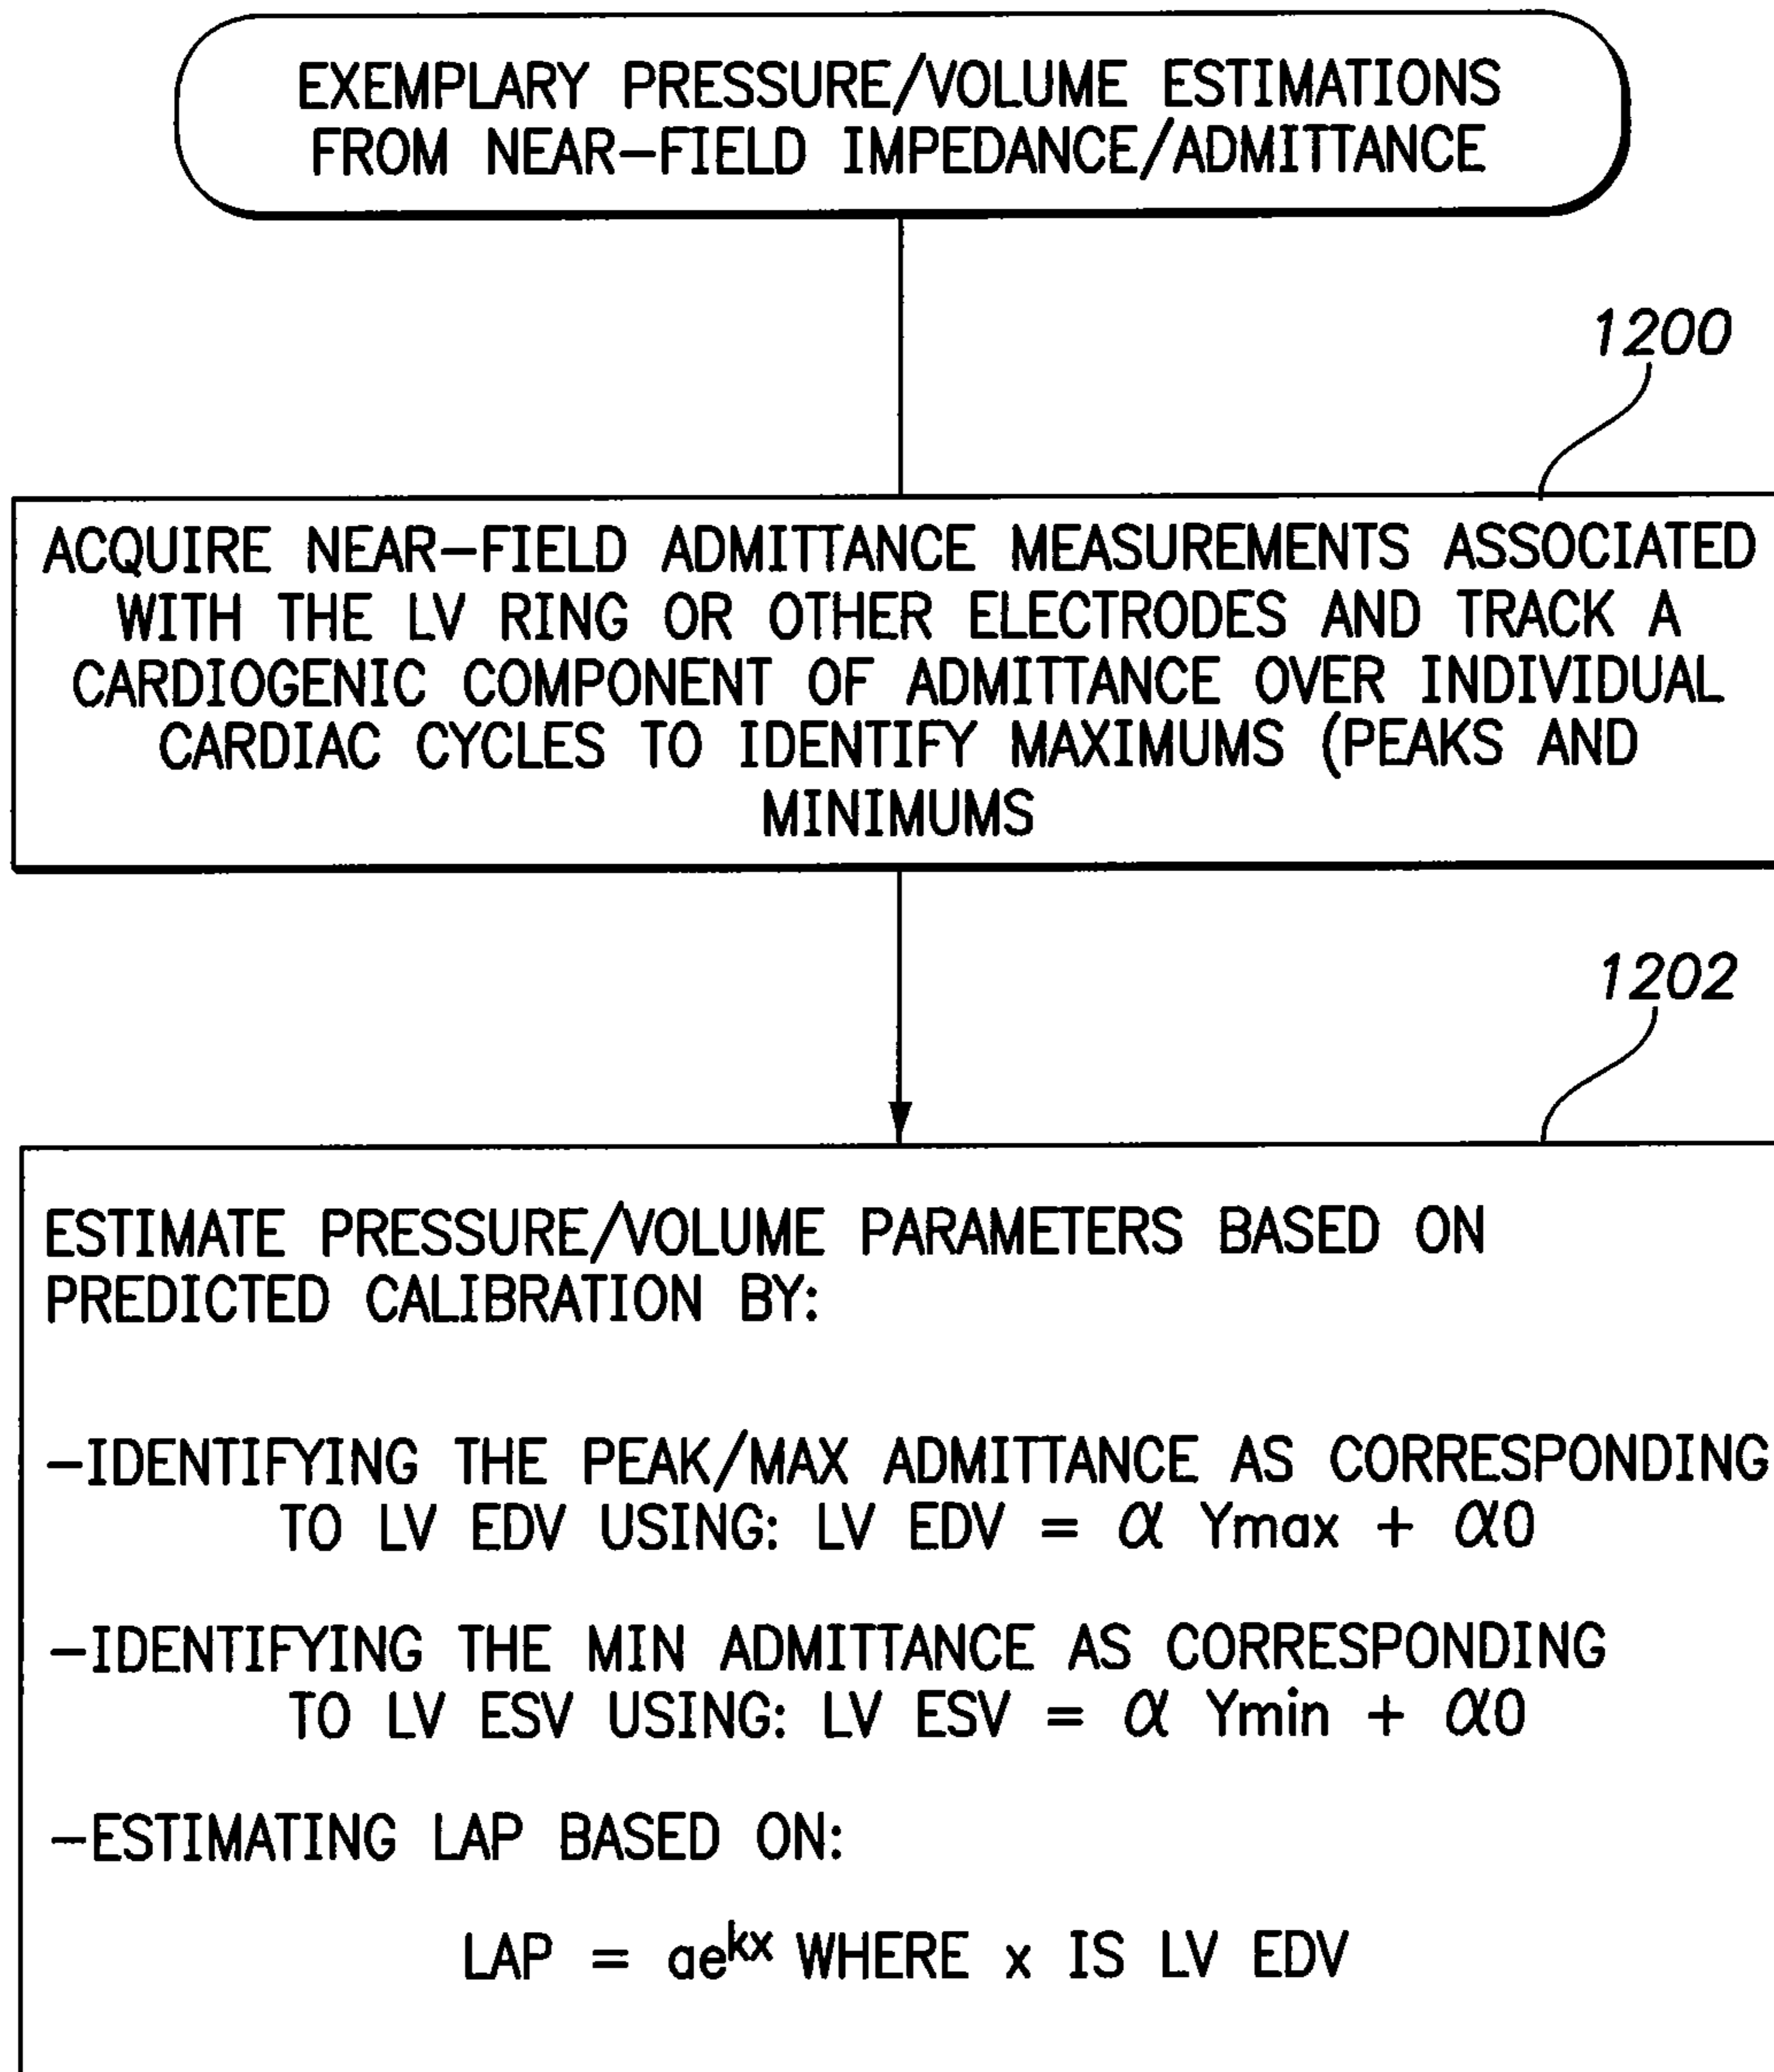 EXEMPLARY PRESSURE/VOLUME ESTIMATIONS
FROM NEAR-FIELD IMPEDANCE/ADMITTANCE
1200
ACQUIRE NEAR-FIELD ADMITTANCE MEASUREMENTS ASSOCIATED
WITH THE LV RING OR OTHER ELECTRODES AND TRACK A
CARDIOGENIC COMPONENT OF ADMITTANCE OVER INDIVIDUAL
CARDIAC CYCLES TO IDENTIFY MAXIMUMS (PEAKS AND
MINIMUMS
1202
ESTIMATE PRESSURE/VOLUME PARAMETERS BASED ON
PREDICTED CALIBRATION BY:
-IDENTIFYING THE PEAK/MAX ADMITTANCE AS CORRESPONDING
TO LV EDV USING: LV EDV = α Ymax + α0
-IDENTIFYING THE MIN ADMITTANCE AS CORRESPONDING
TO LV ESV USING: LV ESV = α Ymin + α0
-ESTIMATING LAP BASED ON:
LAP = ae^kx WHERE x IS LV EDV